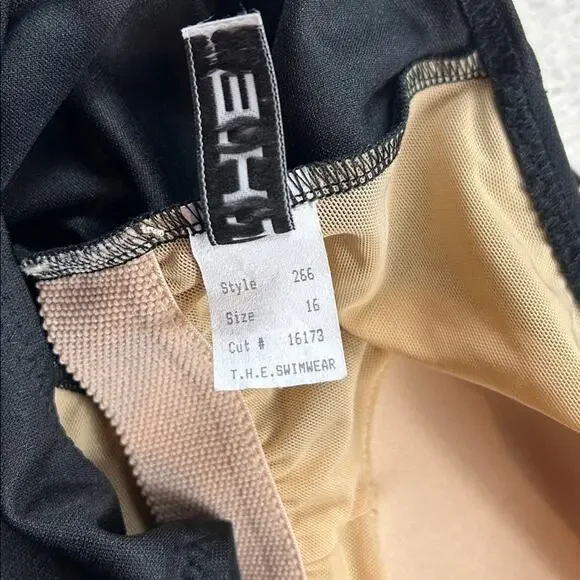 T.H.E
Style 266
Size 16
Cut # 16173
T.H.E.SWIMWEAR